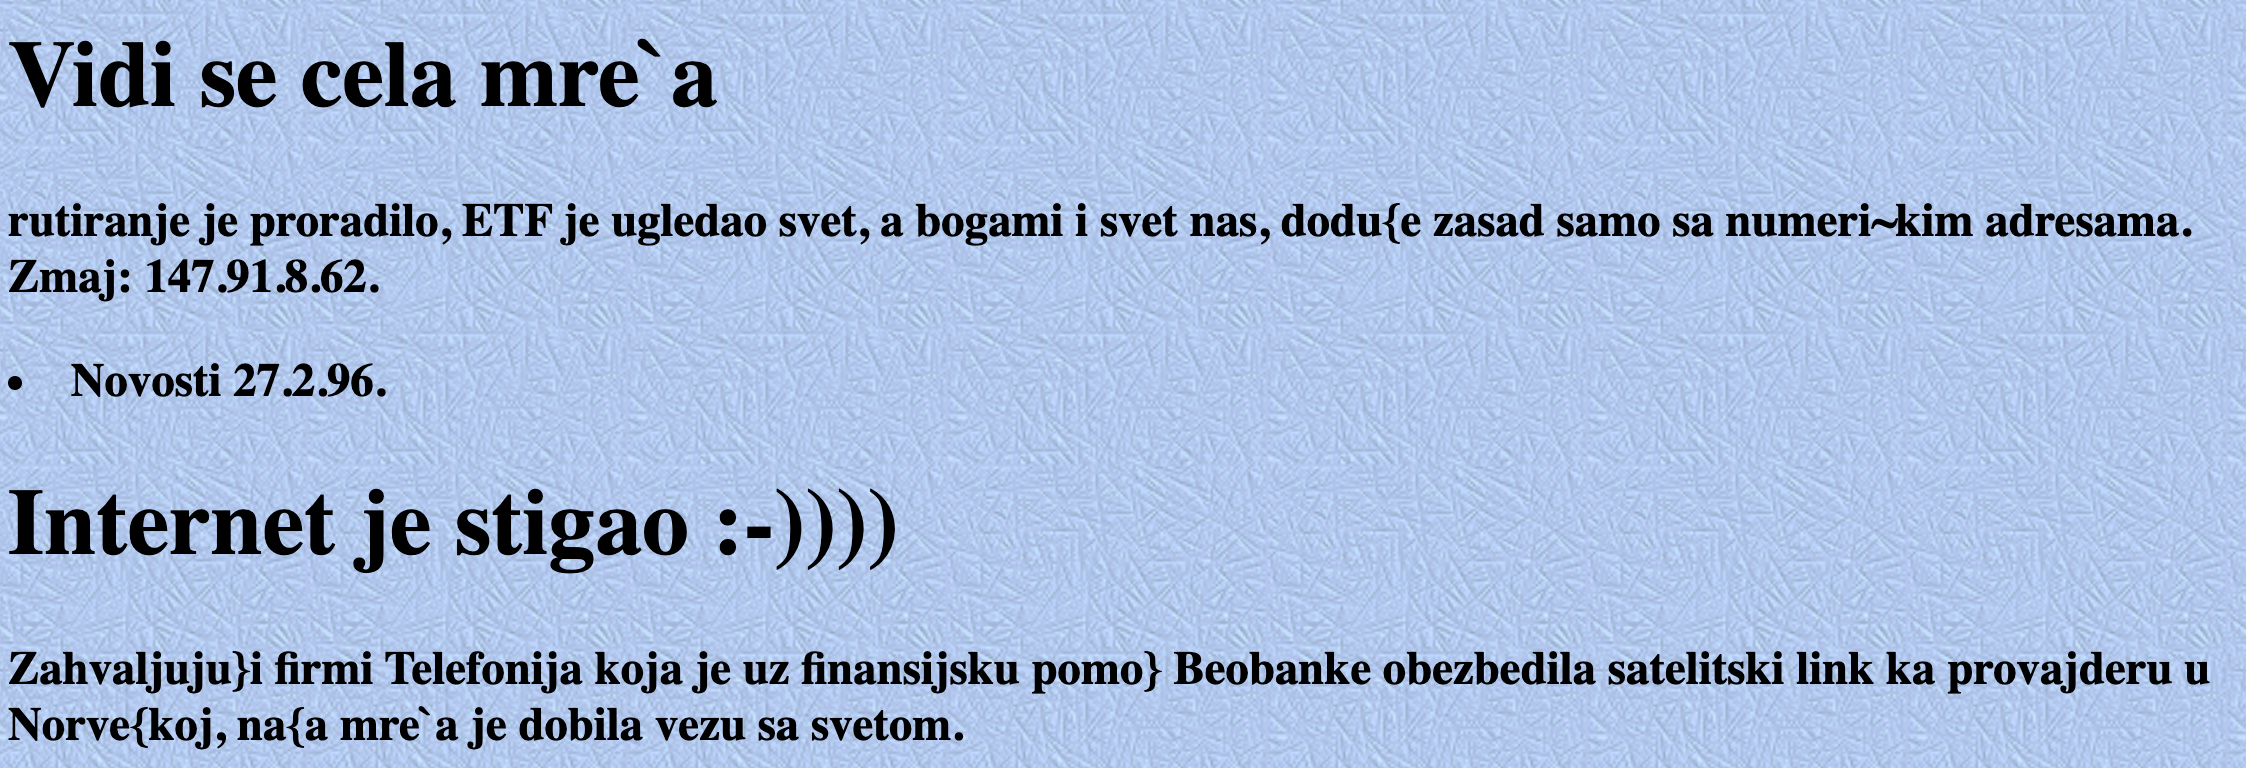 Vidi se cela mre`a
rutiranje je proradilo, ETF je ugledao svet, a bogami i svet nas, dodu{e zasad samo sa numeri~kim adresama.
Zmaj: 147.91.8.62.
• Novosti 27.2.96.
Internet je stigao :-))))
Zahvaljuju}i firmi Telefonija koja je uz finansijsku pomo} Beobanke obezbedila satelitski link ka provajderu u
Norve{koj, na{a mre`a je dobila vezu sa svetom.